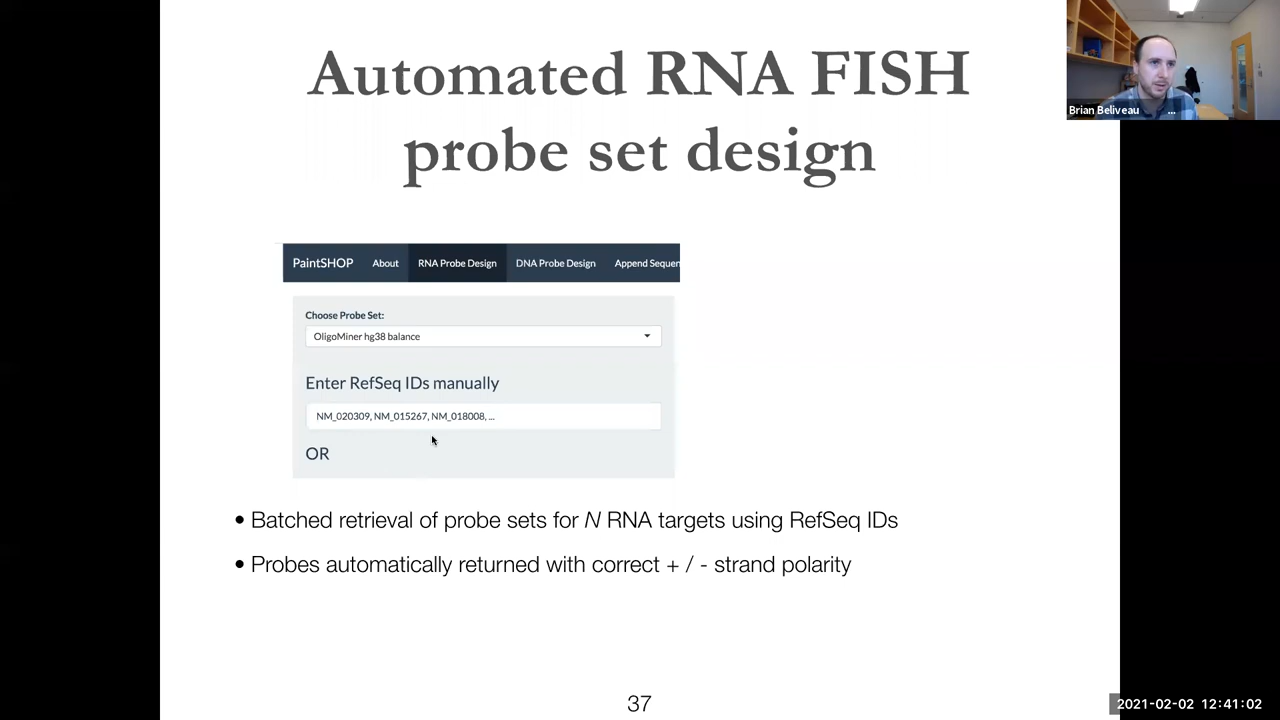 Automated RNA FISH
probe set design
Brian Beliveau ...
PaintSHOP About RNA Probe Design DNA Probe Design Append Sequen
Choose Probe Set:
OligoMiner hg38 balance
Enter RefSeq IDs manually
NM_020309, NM_015267, NM_018008, ...
OR
• Batched retrieval of probe sets for N RNA targets using RefSeq IDs
• Probes automatically returned with correct + / - strand polarity
37
2021-02-02 12:41:02